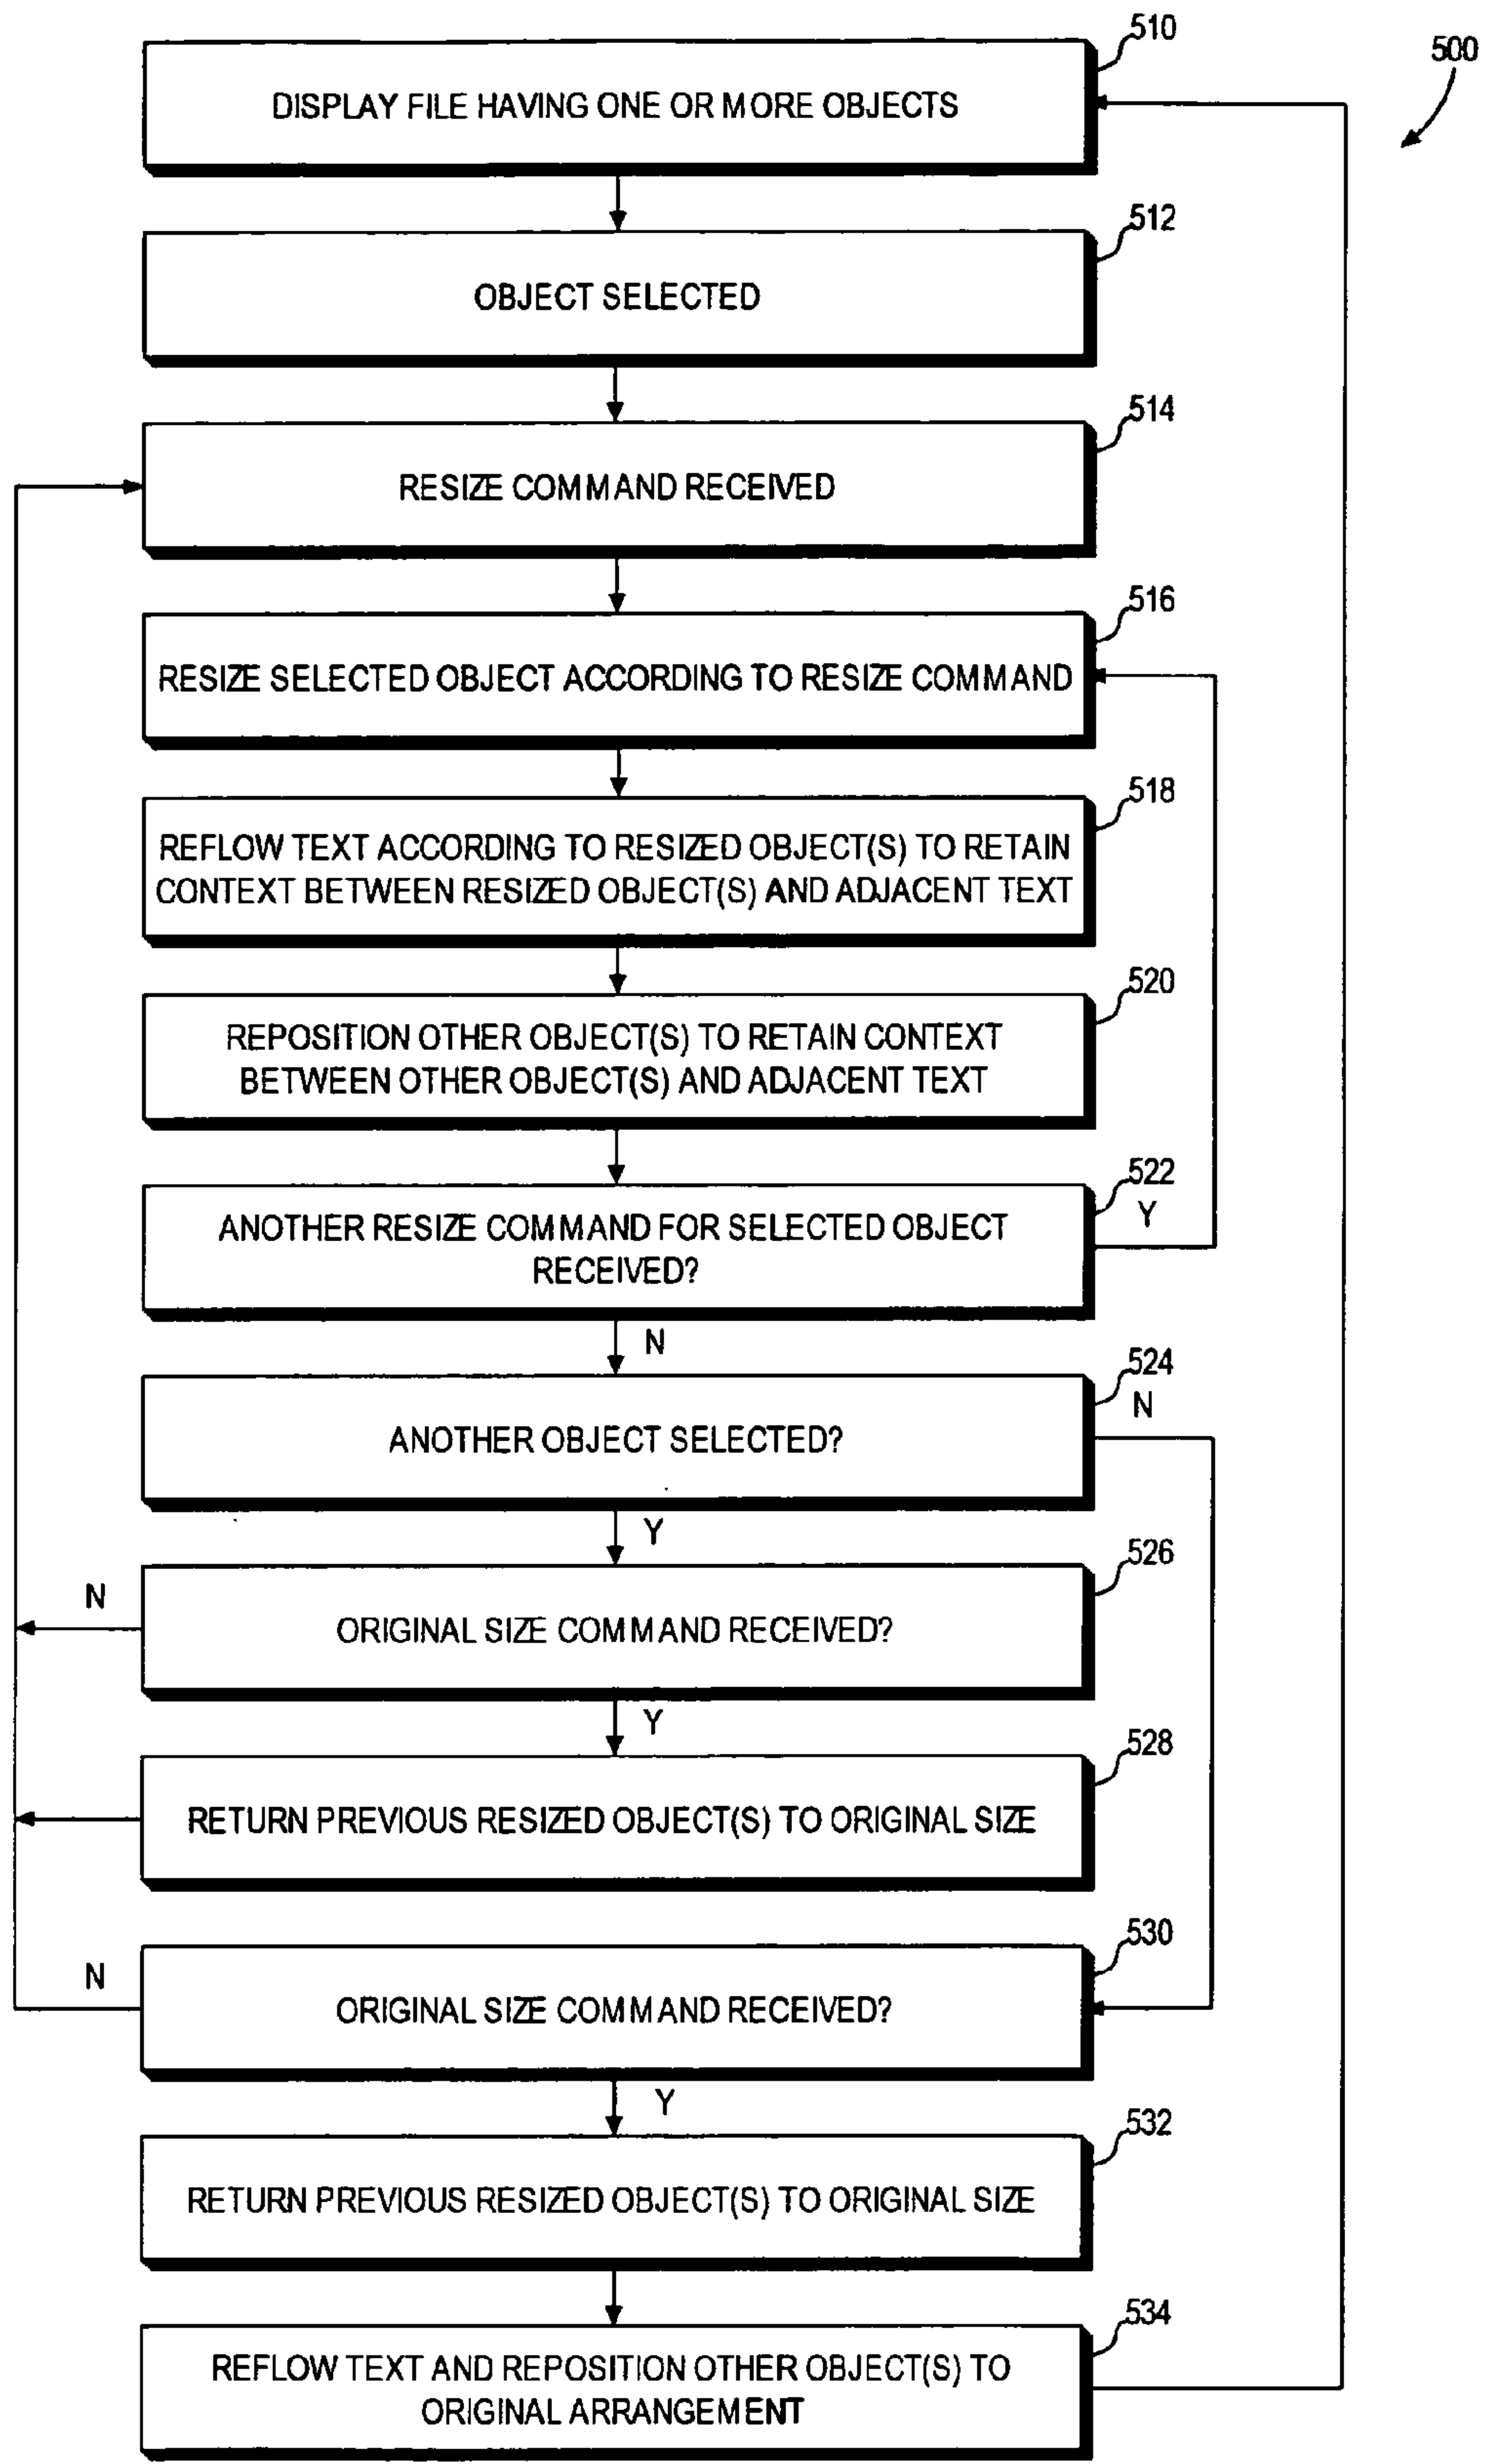 510
500
DISPLAY FILE HAVING ONE OR MORE OBJECTS
512
OBJECT SELECTED
514
RESIZE COMMAND RECEIVED
516
RESIZE SELECTED OBJECT ACCORDING TO RESIZE COMMAND
518
REFLOW TEXT ACCORDING TO RESIZED OBJECT(S) TO RETAIN
CONTEXT BETWEEN RESIZED OBJECT(S) AND ADJACENT TEXT
520
REPOSITION OTHER OBJECT(S) TO RETAIN CONTEXT
BETWEEN OTHER OBJECT(S) AND ADJACENT TEXT
522
Y
ANOTHER RESIZE COMMAND FOR SELECTED OBJECT
RECEIVED?
N
524
N
ANOTHER OBJECT SELECTED?
Y
526
N
ORIGINAL SIZE COMMAND RECEIVED?
Y
528
RETURN PREVIOUS RESIZED OBJECT(S) TO ORIGINAL SIZE
530
N
ORIGINAL SIZE COMMAND RECEIVED?
Y
532
RETURN PREVIOUS RESIZED OBJECT(S) TO ORIGINAL SIZE
534
REFLOW TEXT AND REPOSITION OTHER OBJECT(S) TO
ORIGINAL ARRANGEMENT